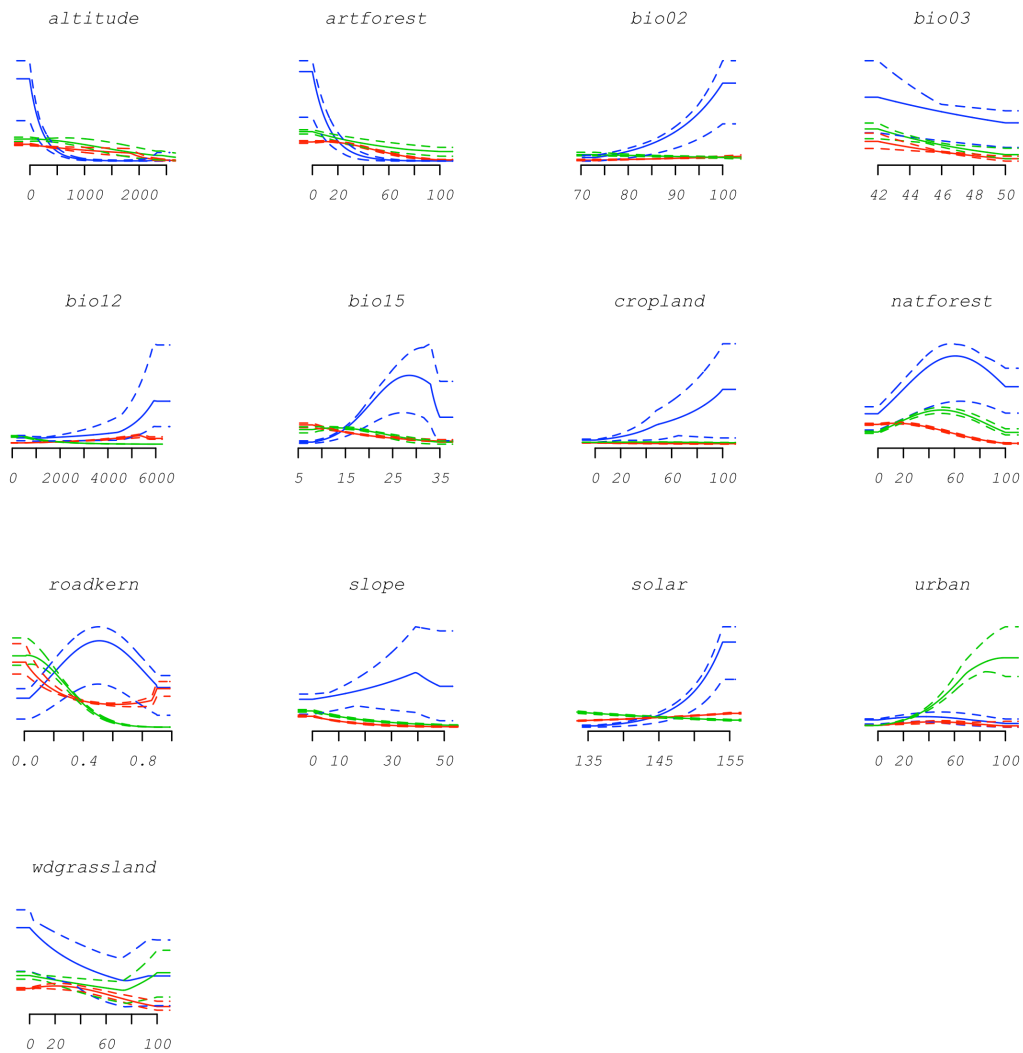 altitude artforest bio02 bio03
0 1000 2000 0 20 60 100 70 80 90 100 42 44 46 48 50
bio12 bio15 cropland natforest
0 2000 4000 6000 5 15 25 35 0 20 60 100 0 20 60 100
roadkern slope solar urban
0.0 0.4 0.8 0 10 30 50 135 145 155 0 20 60 100
wdgrassland
0 20 60 100